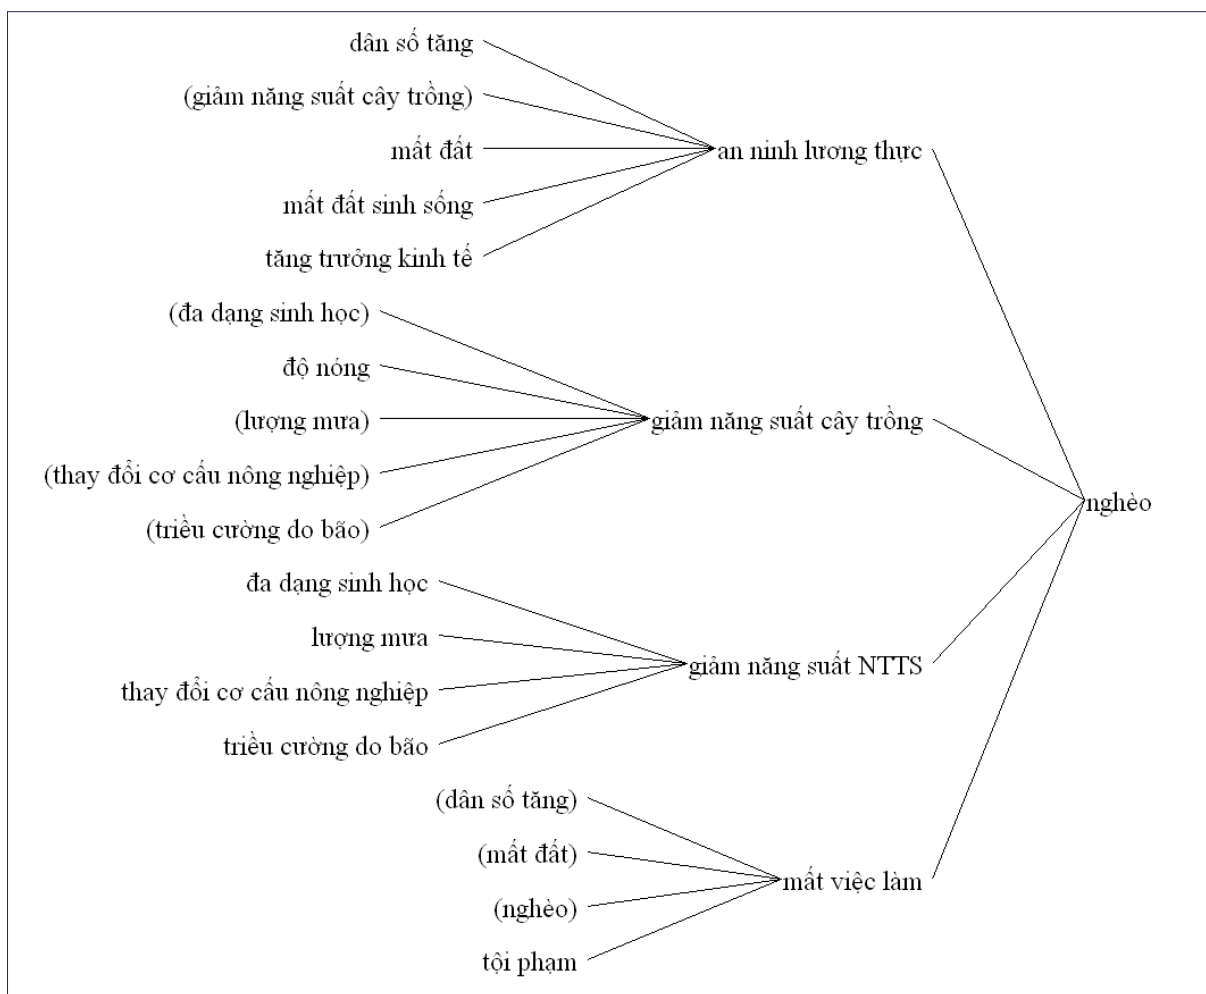 dân số tăng
(giảm năng suất cây trồng)
mất đất
an ninh lương thực
mất đất sinh sống
tăng trưởng kinh tế
(đa dạng sinh học)
độ nóng
(lượng mưa)
giảm năng suất cây trồng
(thay đổi cơ cấu nông nghiệp)
nghèo
(triều cường do bão)
đa dạng sinh học
lượng mưa
giảm năng suất NTTS
thay đổi cơ cấu nông nghiệp
triều cường do bão
(dân số tăng)
(mất đất)
mất việc làm
(nghèo)
tội phạm